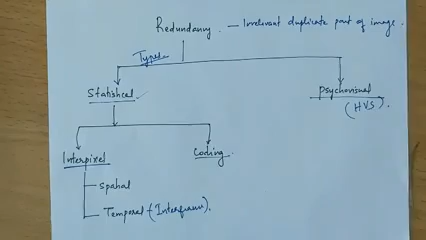 Redundancy. — Irrelevant duplicate part of image.
Types
Statistical
Psychovisual
(HVS).
Interpixel
Coding.
Spatial
Temporal (Interframe).